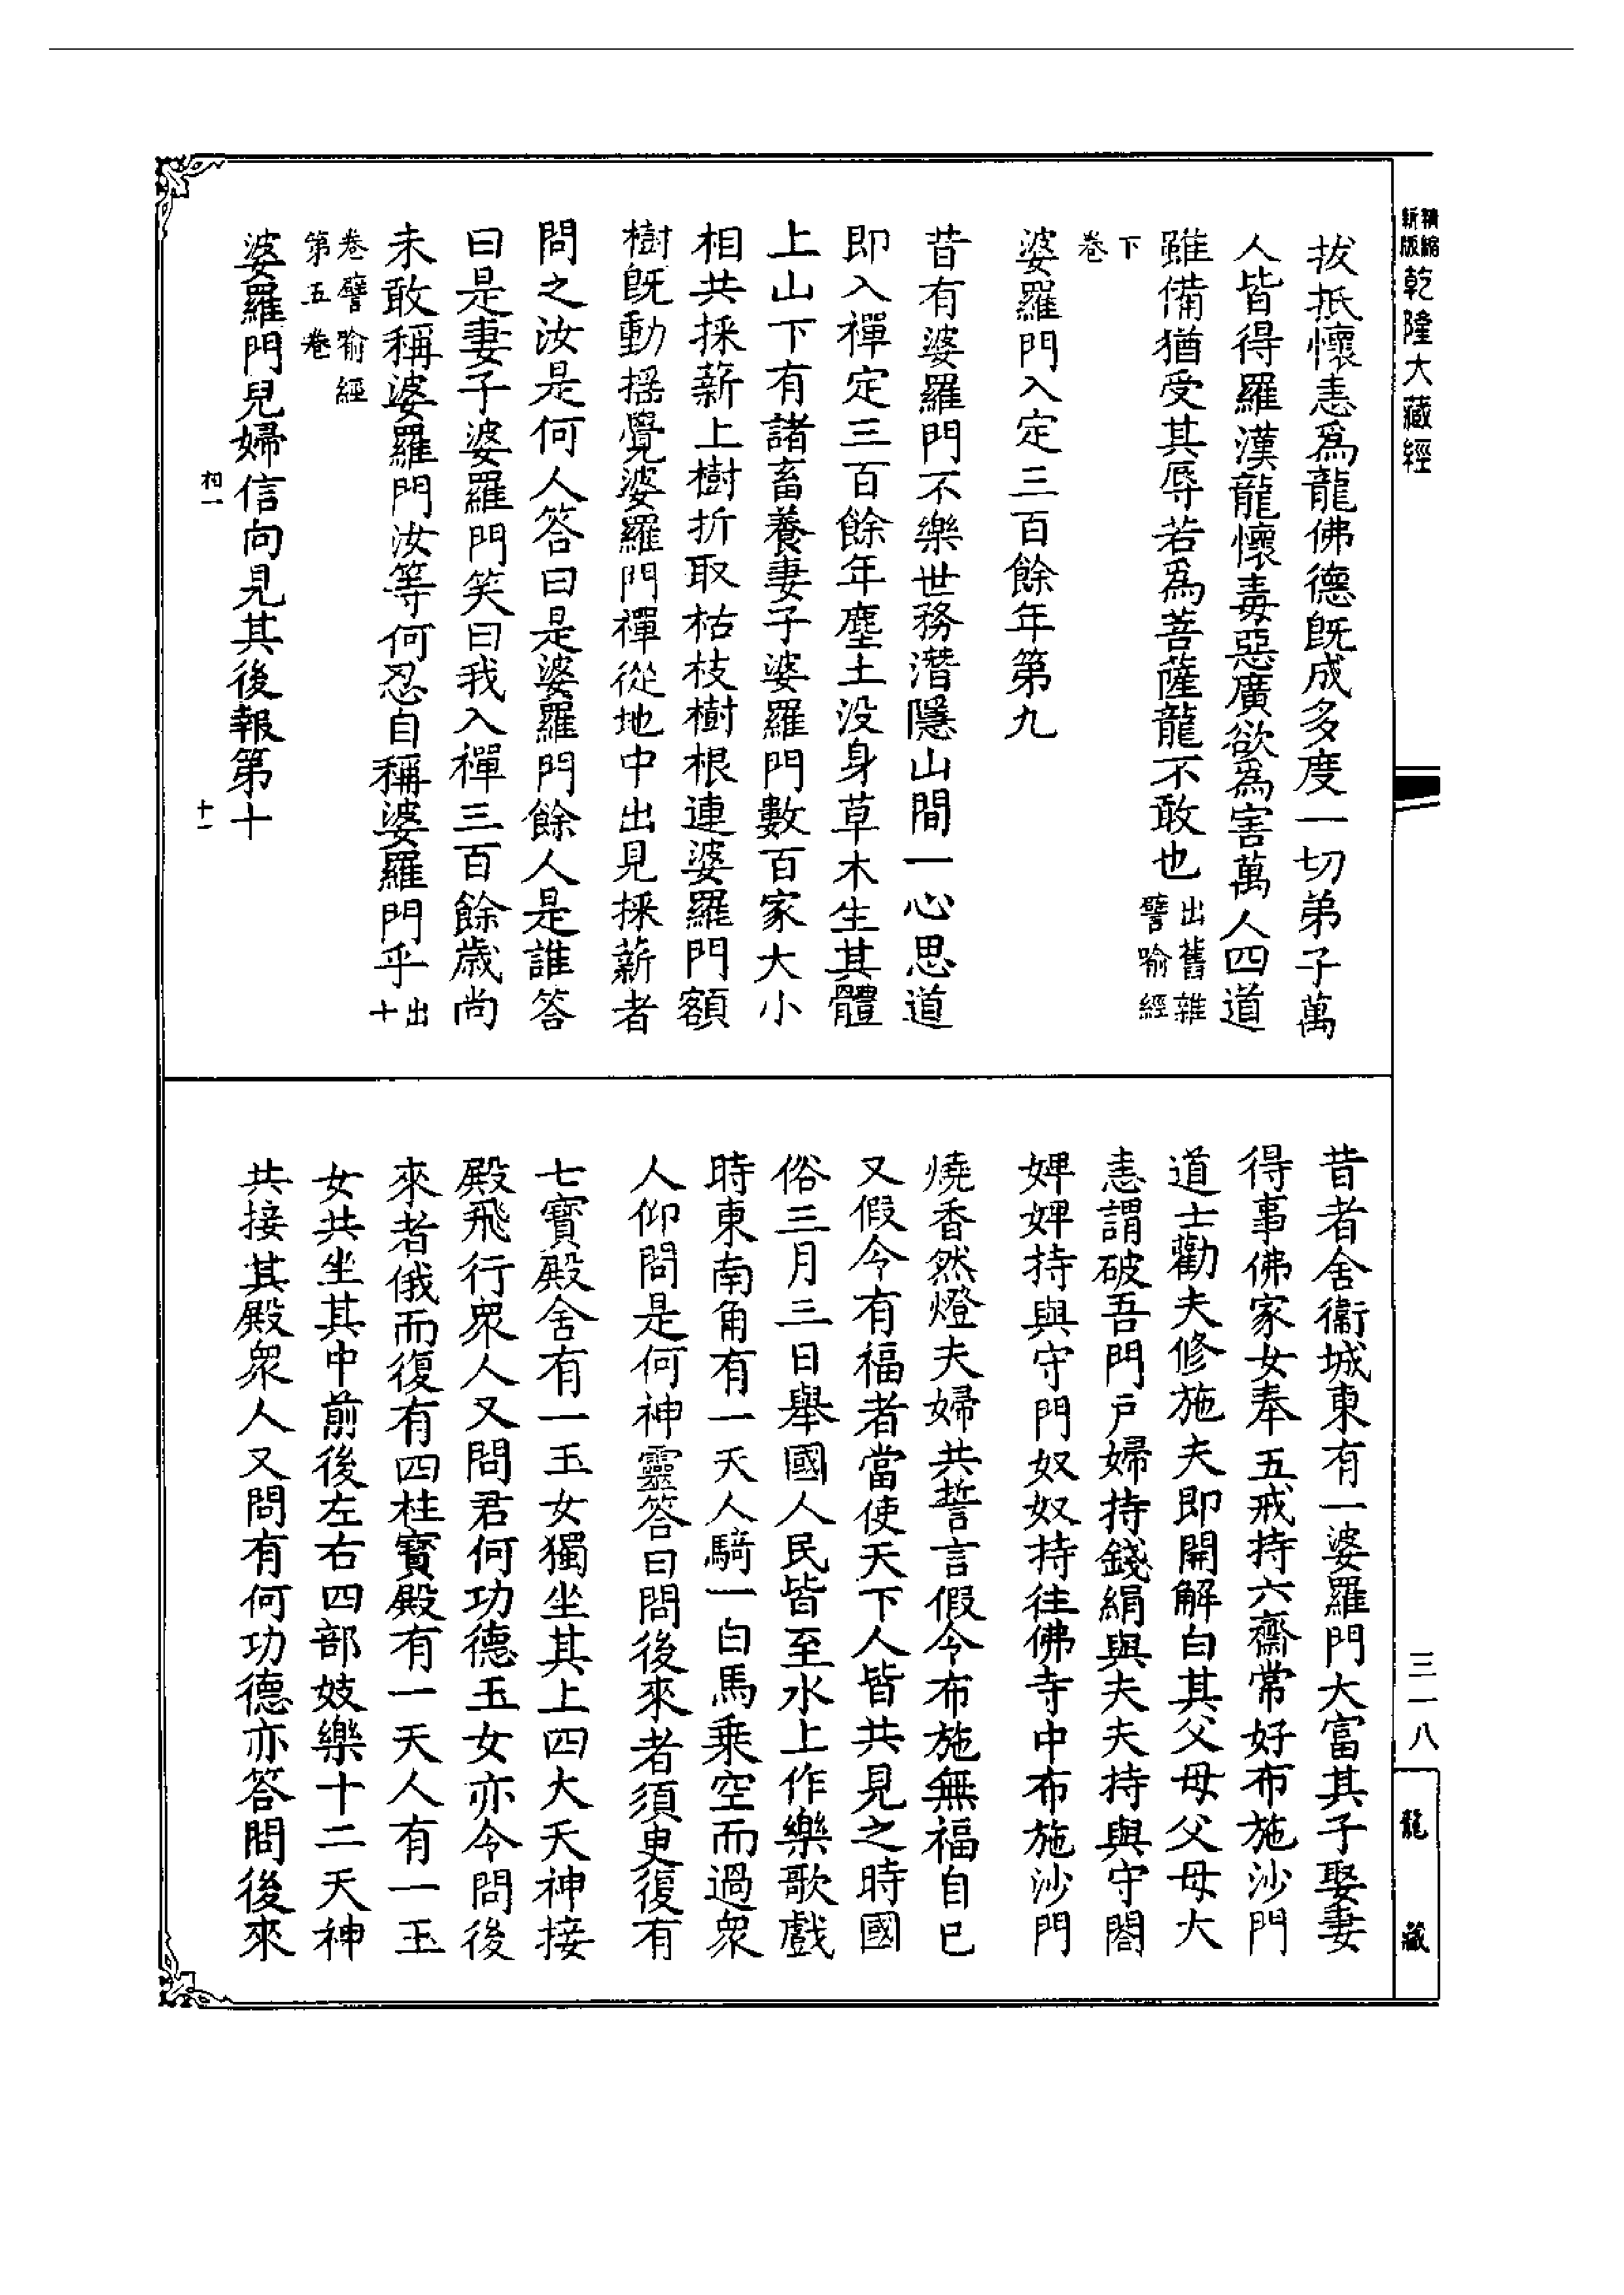 精縮新版乾隆大藏經
拔抵懷恚爲龍佛德旣成多度一切弟子萬
人皆得羅漢龍懷毒惡廣欲爲害萬人四道
雖備猶受其辱若爲菩薩龍不敢也出舊雜譬喻經
下卷
婆羅門入定三百餘年第九
昔有婆羅門不樂世務潛隱山間一心思道
即入禪定三百餘年塵土没身草木生其體
上山下有諸畜養妻子婆羅門數百家大小
相共採薪上樹折取枯枝樹根連婆羅門額
樹旣動揺覺婆羅門禪從地中出見採薪者
問之汝是何人答曰是婆羅門餘人是誰答
曰是妻子婆羅門笑曰我入禪三百餘歲尚
未敢稱婆羅門汝等何忍自稱婆羅門乎出十
卷譬喻經第五卷
婆羅門兒婦信向見其後報第十
相一
十一
昔者舍衞城東有一婆羅門大富其子娶妻
得事佛家女奉五戒持六齋常好布施沙門
道士勸夫修施夫即開解白其父母父母大
恚謂破吾門戸婦持錢絹與夫夫持與守閤
婢婢持與守門奴奴持往佛寺中布施沙門
燒香然燈夫婦共誓言假令布施無福自已
又假令有福者當使天下人皆共見之時國
俗三月三日舉國人民皆至水上作樂歌戲
時東南角有一天人騎一白馬乗空而過衆
人仰問是何神靈答曰問後來者須臾復有
七寶殿舍有一玉女獨坐其上四大天神接
殿飛行衆人又問君何功德玉女亦令問後
來者俄而復有四柱寳殿有一天人有一玉
女共坐其中前後左右四部妓樂十二天神
共接其殿衆人又問有何功德亦答問後來
三一八
龍藏